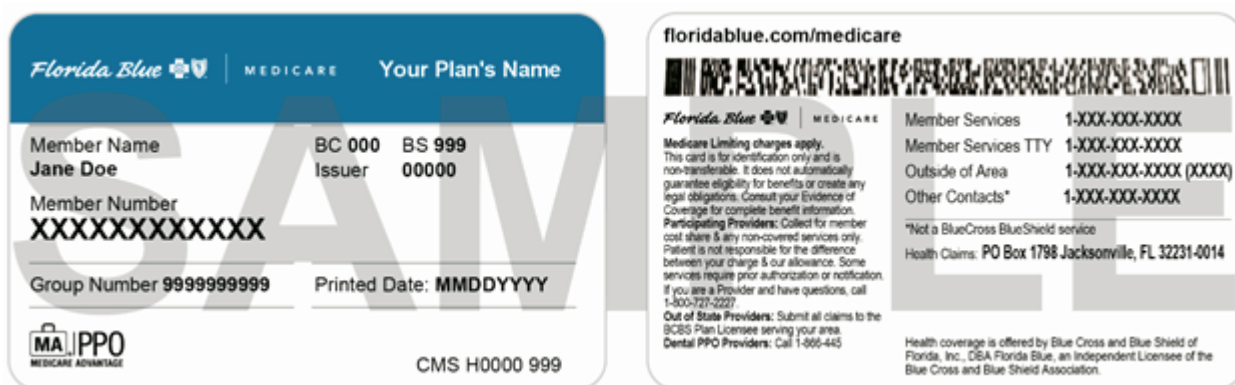 SAMPLE
Florida Blue | MEDICARE Your Plan's Name
Member Name
Jane Doe
BC 000 BS 999
Issuer 00000
Member Number
XXXXXXXXXXXX
Group Number 9999999999
Printed Date: MMDDYYYY
MA PPO
MEDICARE ADVANTAGE
CMS H0000 999
floridablue.com/medicare
Florida Blue | MEDICARE
Medicare Limiting charges apply.
This card is for identification only and is
non-transferable. It does not automatically
guarantee eligibility for benefits or create any
legal obligations. Consult your Evidence of
Coverage for complete benefit information.
Participating Providers: Collect for member
cost share & any non-covered services only.
Patient is not responsible for the difference
between your charge & our allowance. Some
services require prior authorization or notification.
If you are a Provider and have questions, call
1-800-727-2227.
Out of State Providers: Submit all claims to the
BCBS Plan Licensee serving your area.
Dental PPO Providers: Call 1-866-445
Member Services 1-XXX-XXX-XXXX
Member Services TTY 1-XXX-XXX-XXXX
Outside of Area 1-XXX-XXX-XXXX (XXXX)
Other Contacts* 1-XXX-XXX-XXXX
*Not a BlueCross BlueShield service
Health Claims: PO Box 1798 Jacksonville, FL 32231-0014
Health coverage is offered by Blue Cross and Blue Shield of
Florida, Inc., DBA Florida Blue, an Independent Licensee of the
Blue Cross and Blue Shield Association.